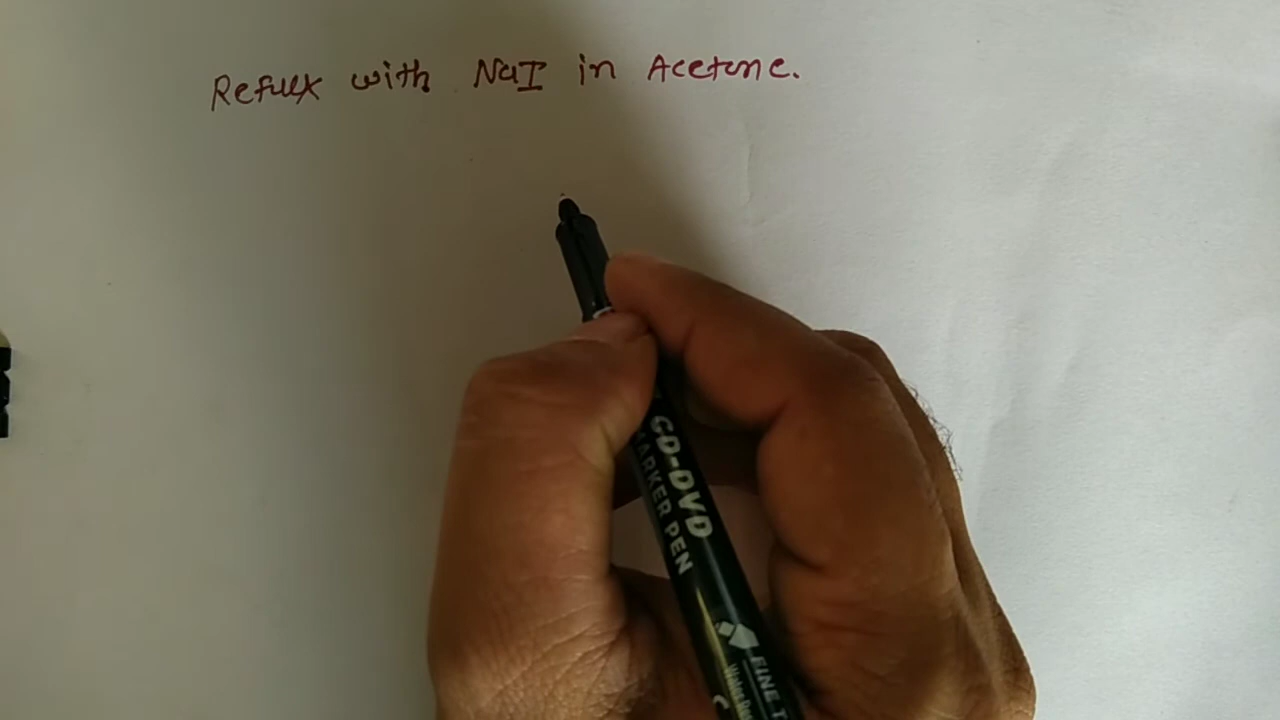 Reflux with NaI in Acetone.
CD-DVD
MARKER PEN